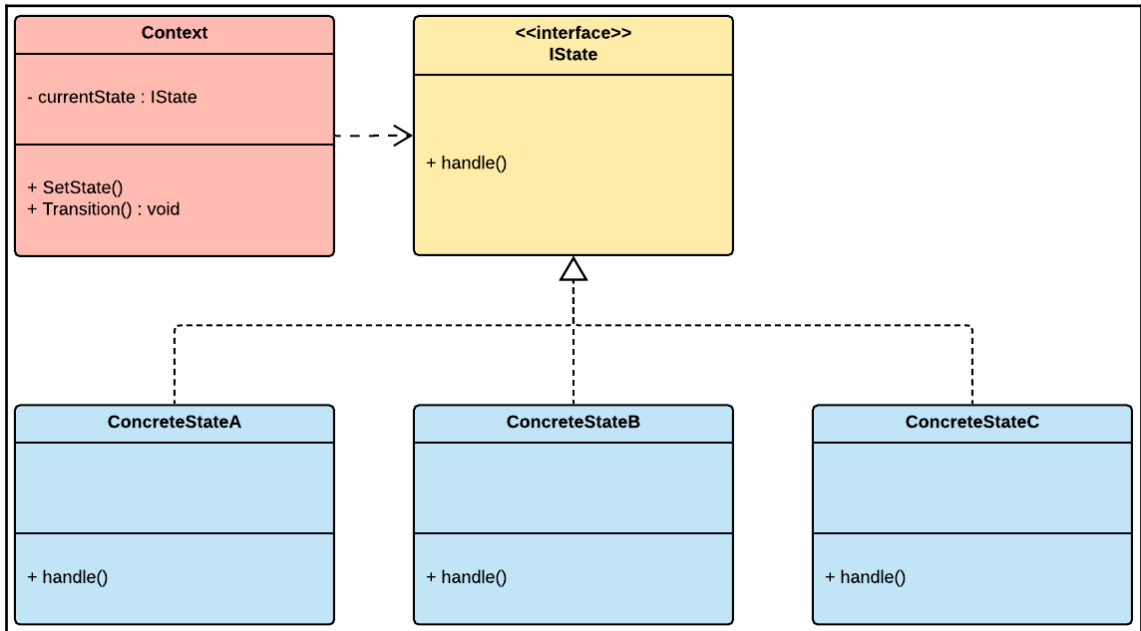 Context
- currentState : IState
+ SetState()
+ Transition() : void
<<interface>>
IState
+ handle()
ConcreteStateA
+ handle()
ConcreteStateB
+ handle()
ConcreteStateC
+ handle()